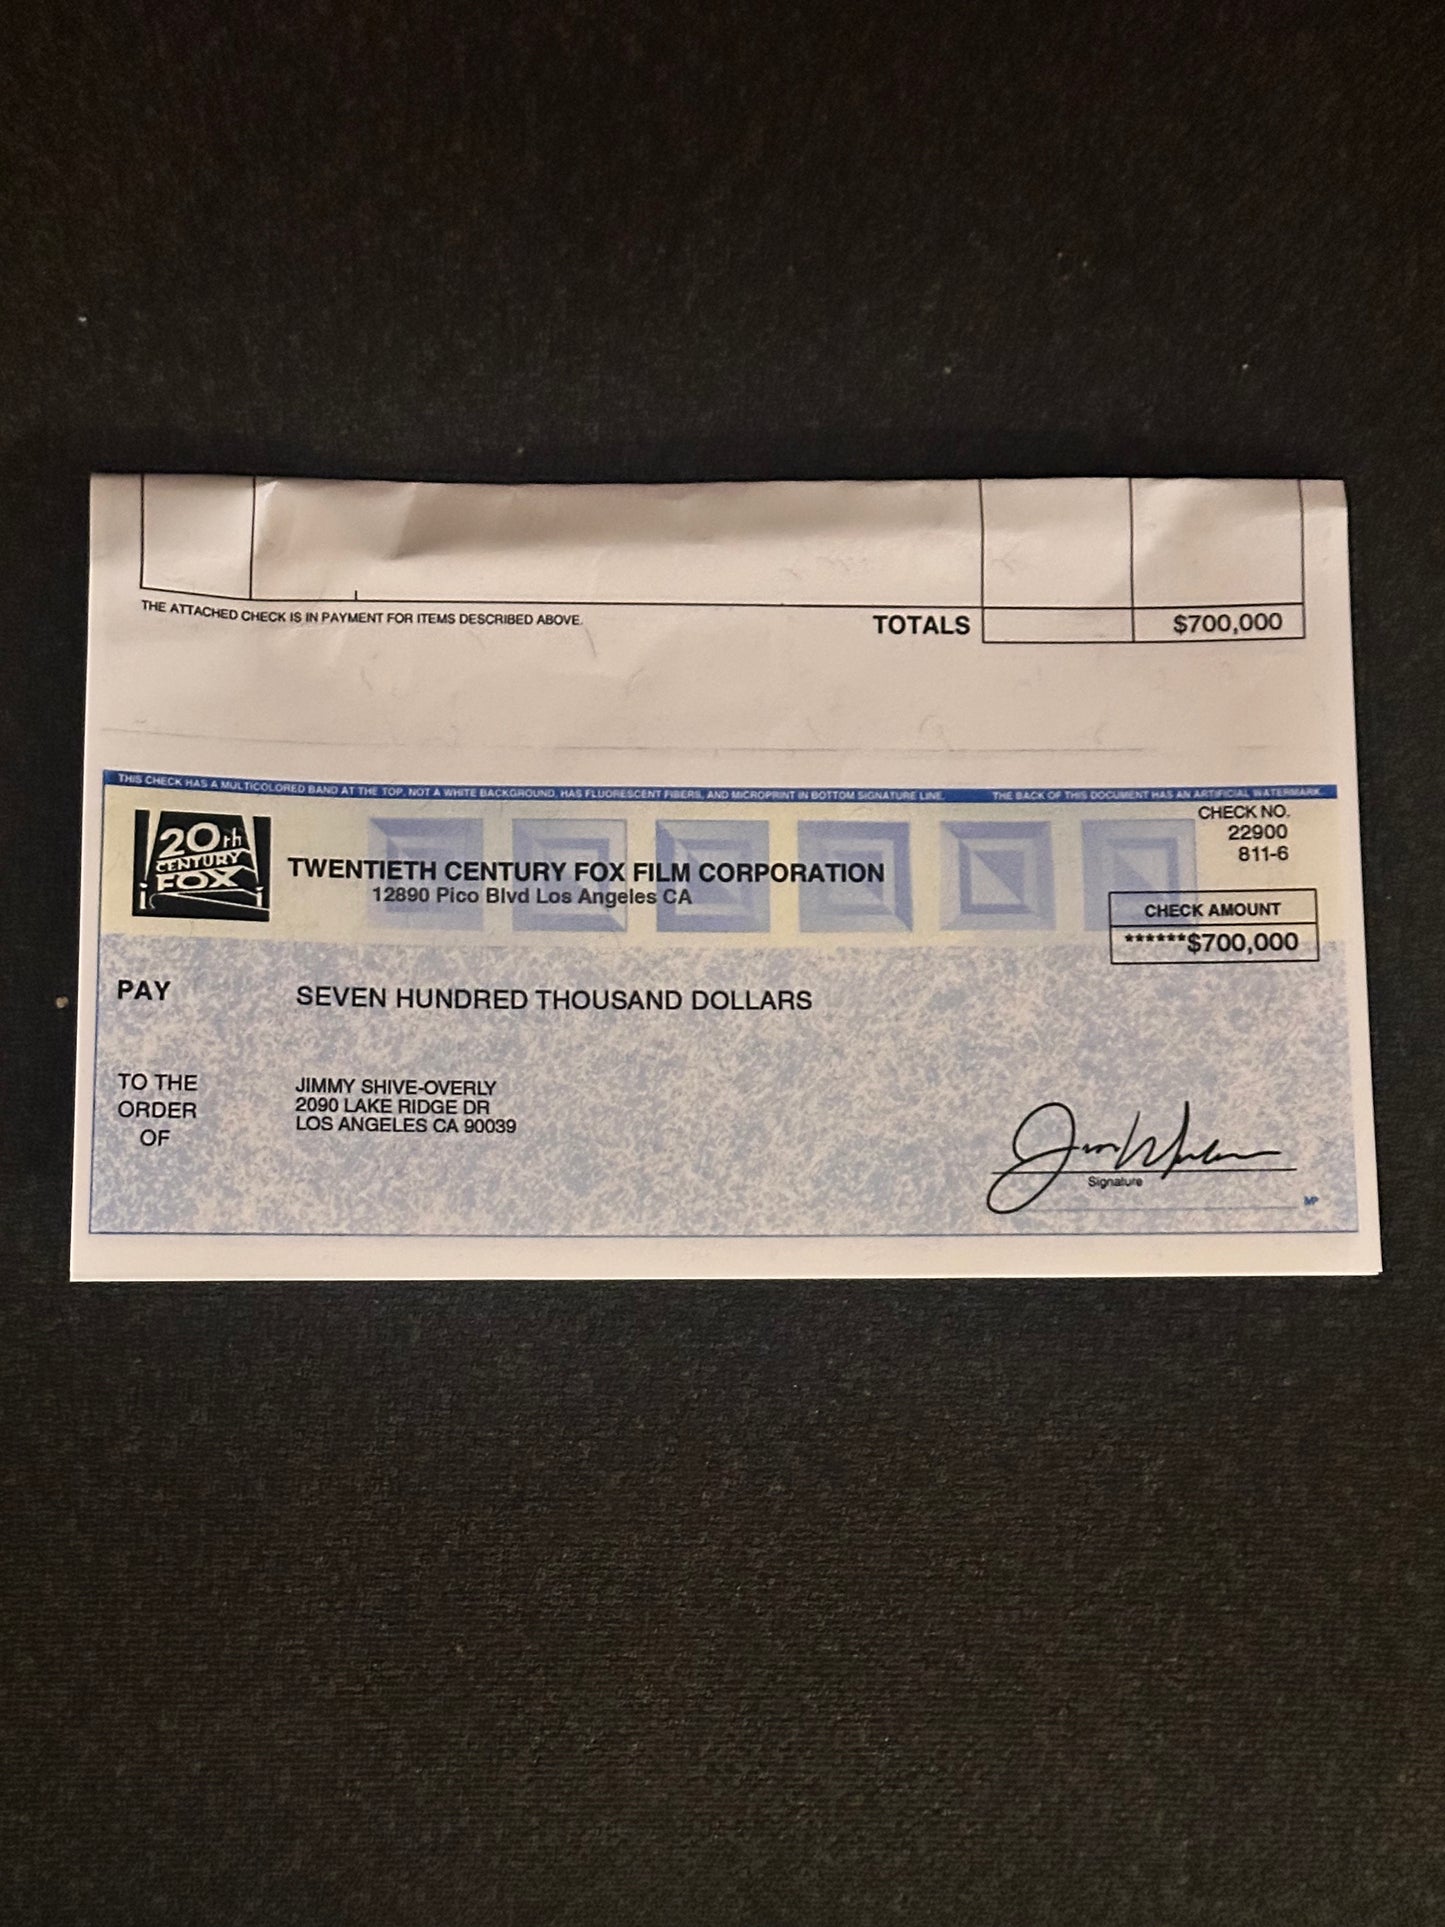 THE ATTACHED CHECK IS IN PAYMENT FOR ITEMS DESCRIBED ABOVE.
TOTALS $700,000
THIS CHECK HAS A MULTICOLORED BAND AT THE TOP, NOT A WHITE BACKGROUND, HAS FLUORESCENT FIBERS, AND MICROPRINT IN BOTTOM SIGNATURE LINE. THE BACK OF THIS DOCUMENT HAS AN ARTIFICIAL WATERMARK.
20th
CENTURY
FOX
TWENTIETH CENTURY FOX FILM CORPORATION
12890 Pico Blvd Los Angeles CA
CHECK NO.
22900
811-6
CHECK AMOUNT
******$700,000
PAY SEVEN HUNDRED THOUSAND DOLLARS
TO THE
ORDER
OF
JIMMY SHIVE-OVERLY
2090 LAKE RIDGE DR
LOS ANGELES CA 90039
Signature
MP